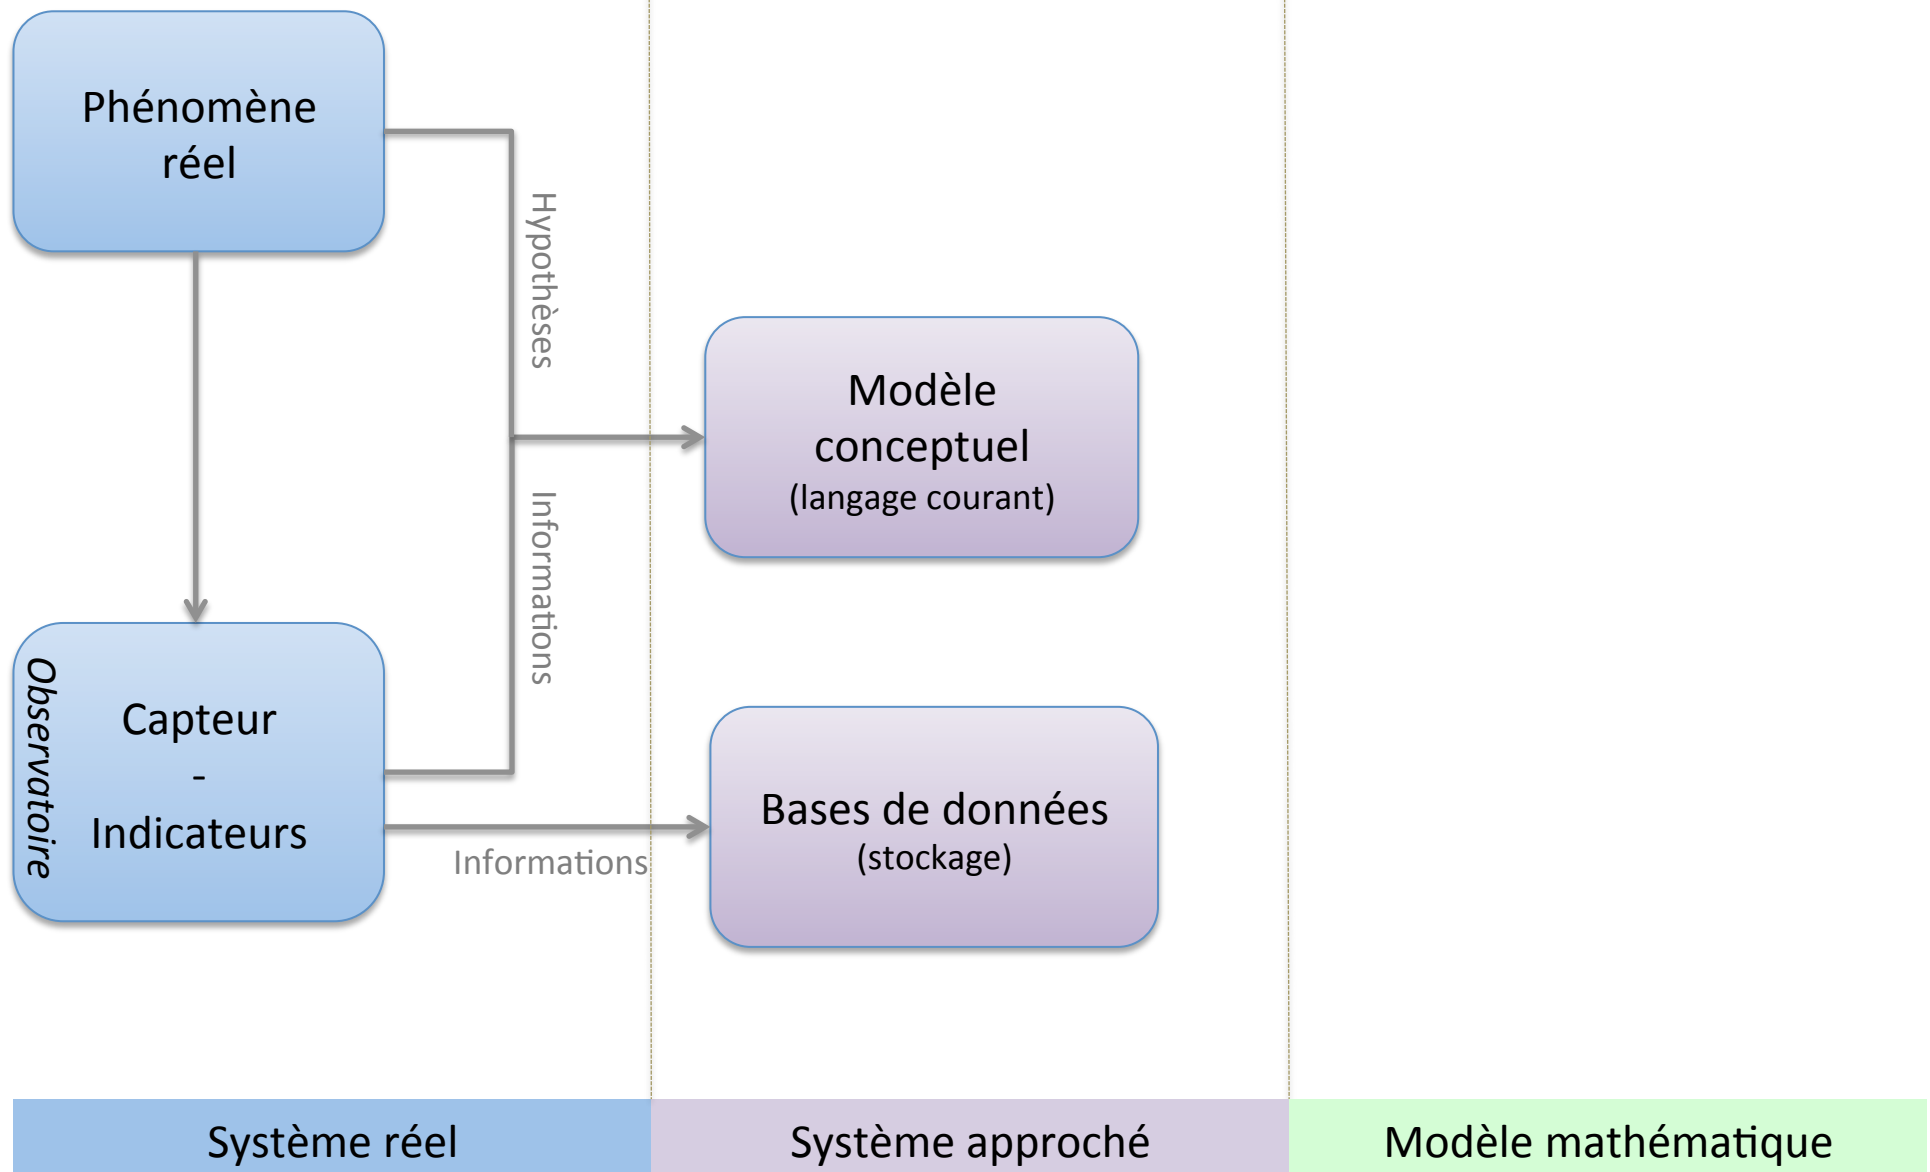 Phénomène
réel
Hypothèses
Modèle
conceptuel
(langage courant)
Informations
Observatoire
Capteur
-
Indicateurs
Informations
Bases de données
(stockage)
Système réel
Système approché
Modèle mathématique